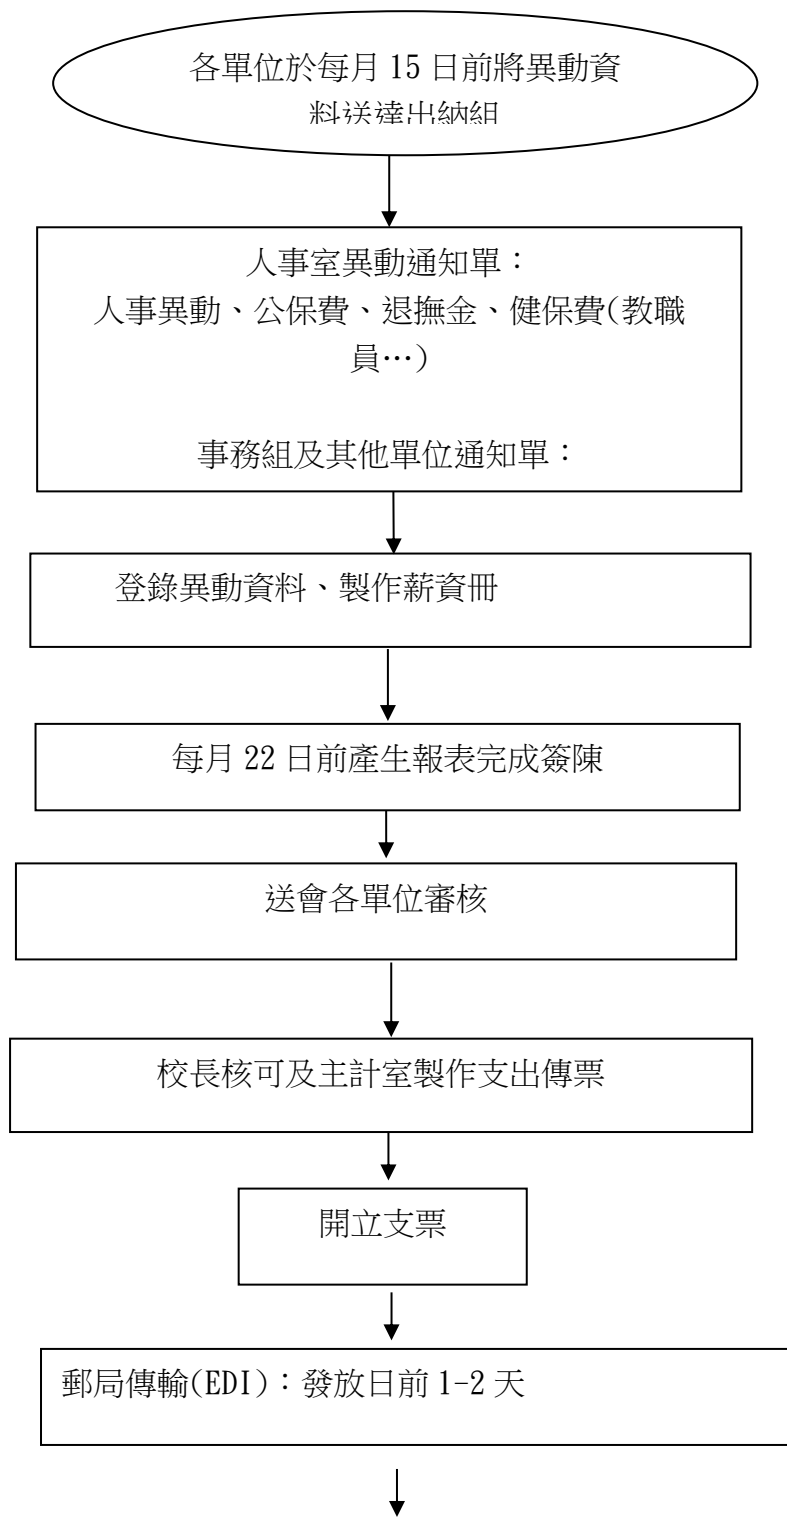 各單位於每月 15 日前將異動資
料送達出納組
人事室異動通知單：
人事異動、公保費、退撫金、健保費(教職
員…)
事務組及其他單位通知單：
登錄異動資料、製作薪資冊
每月 22 日前產生報表完成簽陳
送會各單位審核
校長核可及主計室製作支出傳票
開立支票
郵局傳輸(EDI)：發放日前 1-2 天